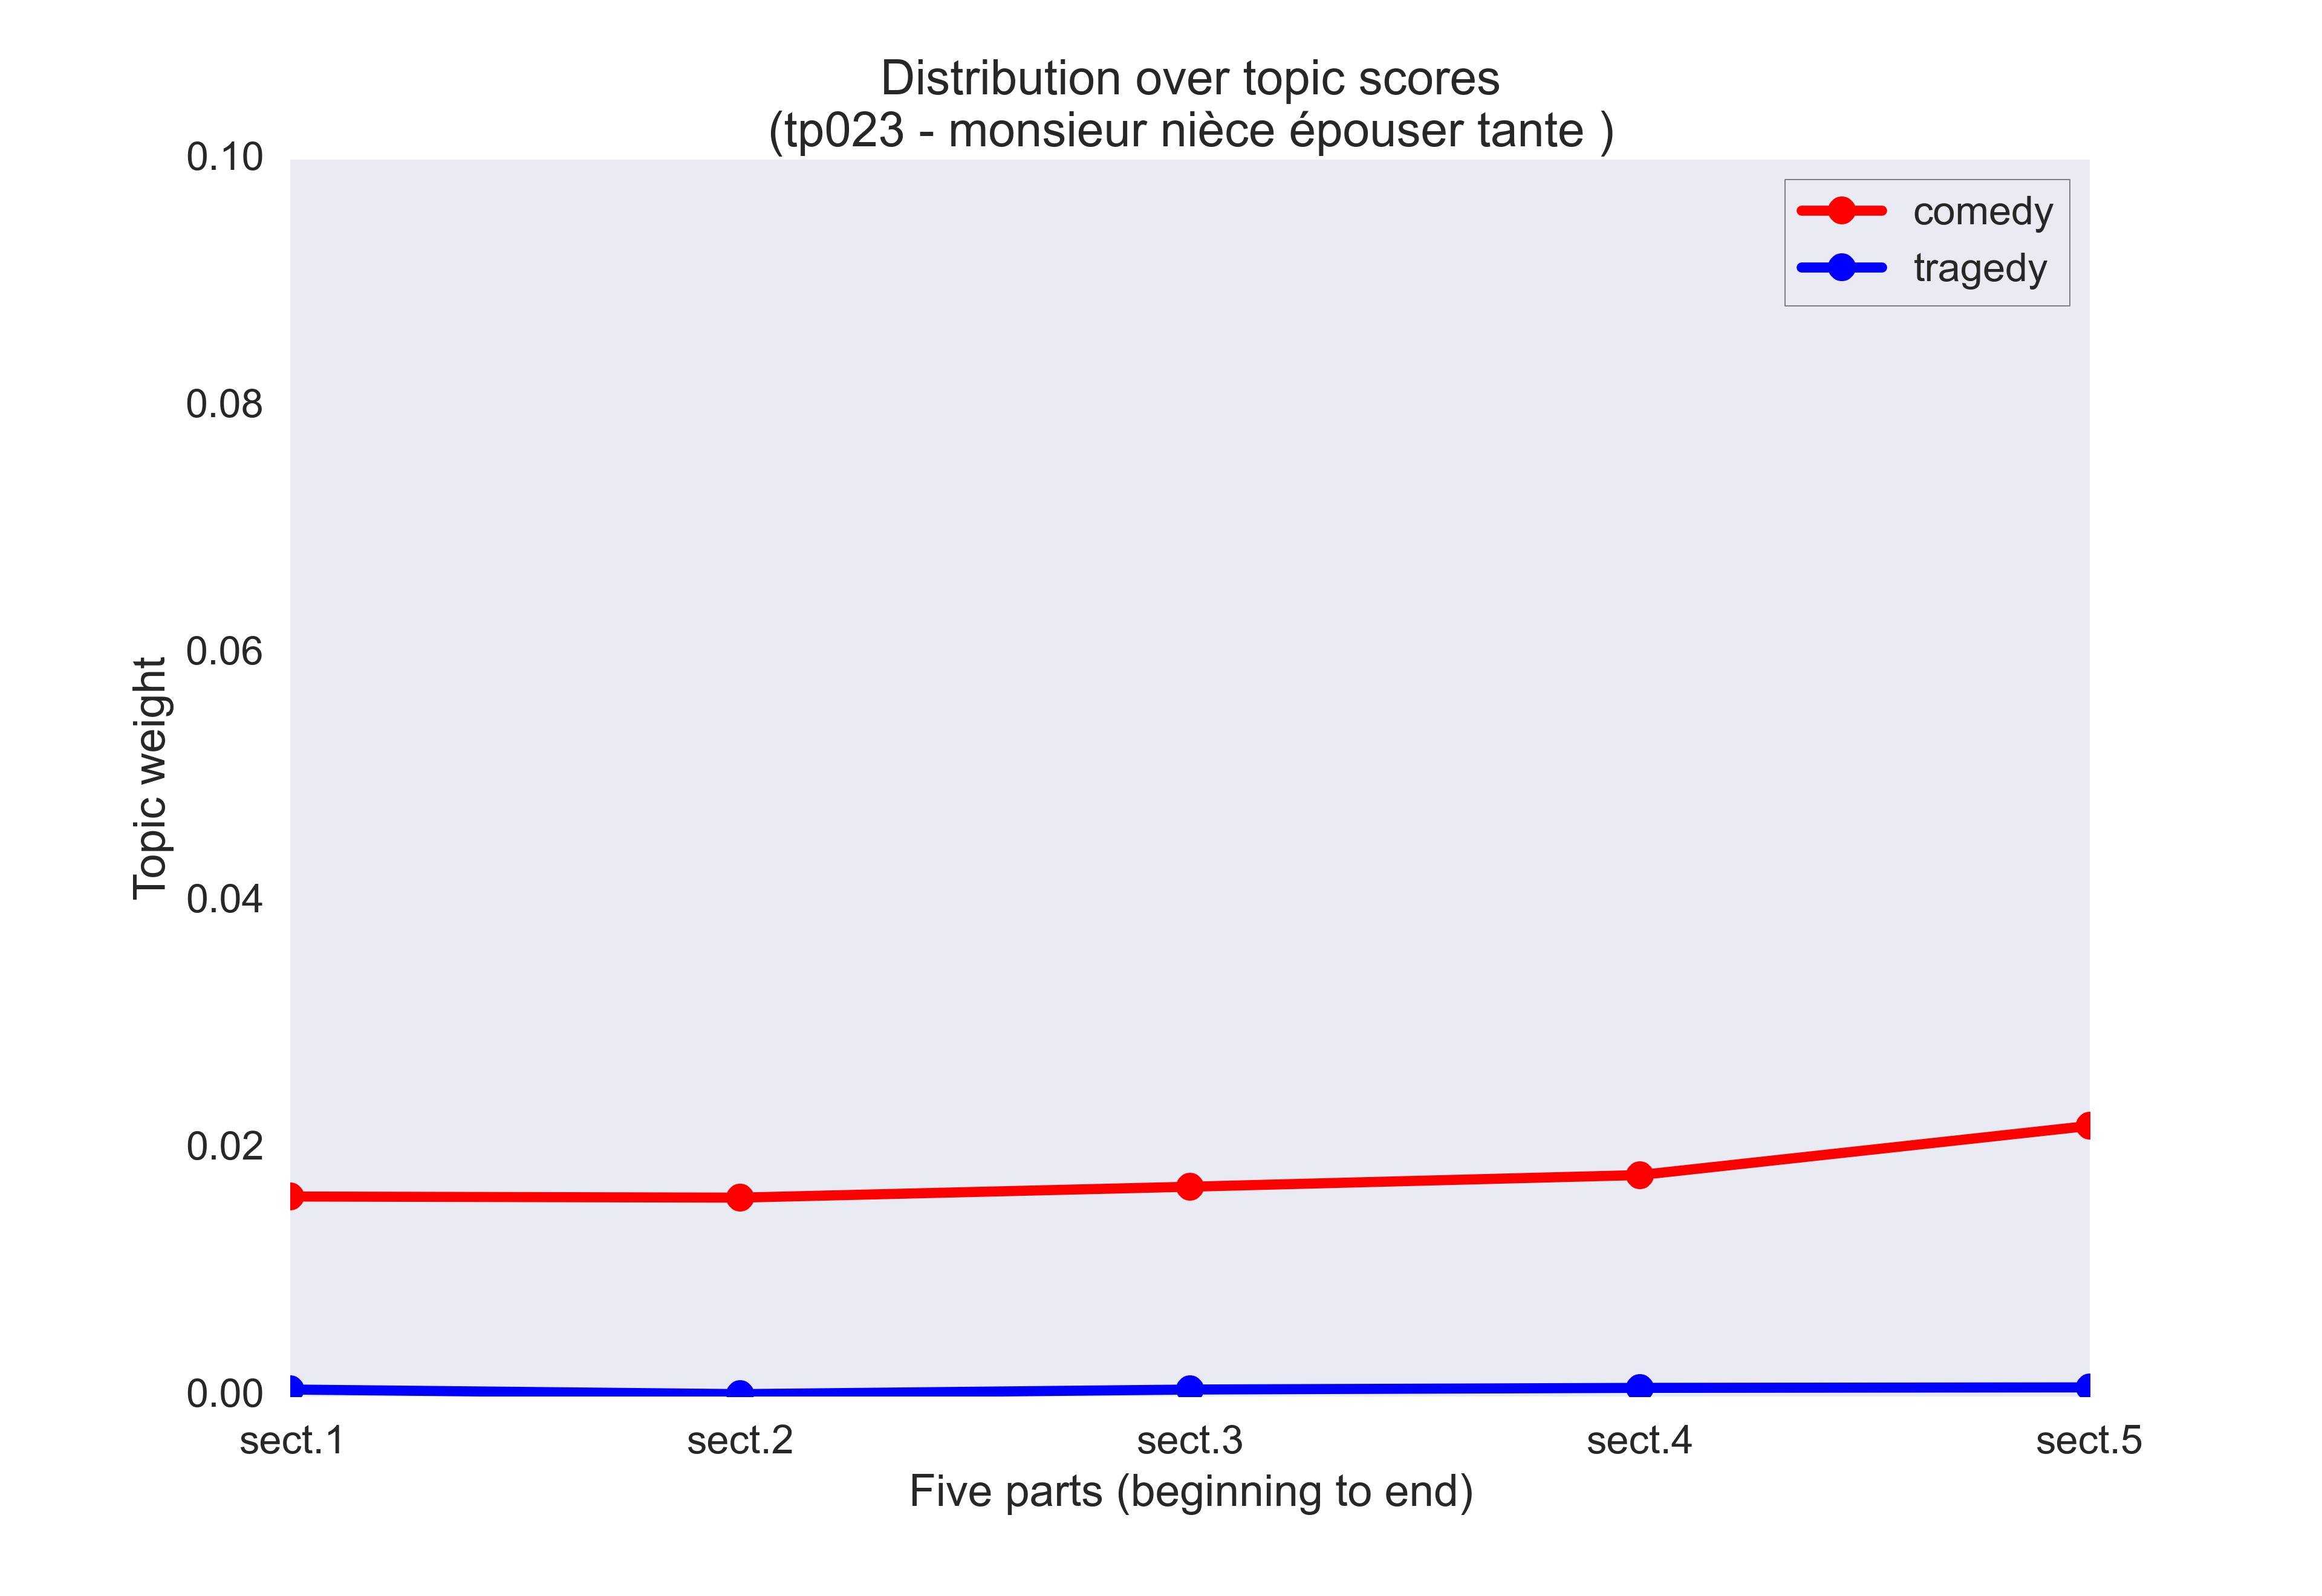 Distribution over topic scores
(tp023 - monsieur nièce épouser tante )
0.10
0.08
0.06
0.04
0.02
0.00
Topic weight
comedy
tragedy
sect.1
sect.2
sect.3
sect.4
sect.5
Five parts (beginning to end)